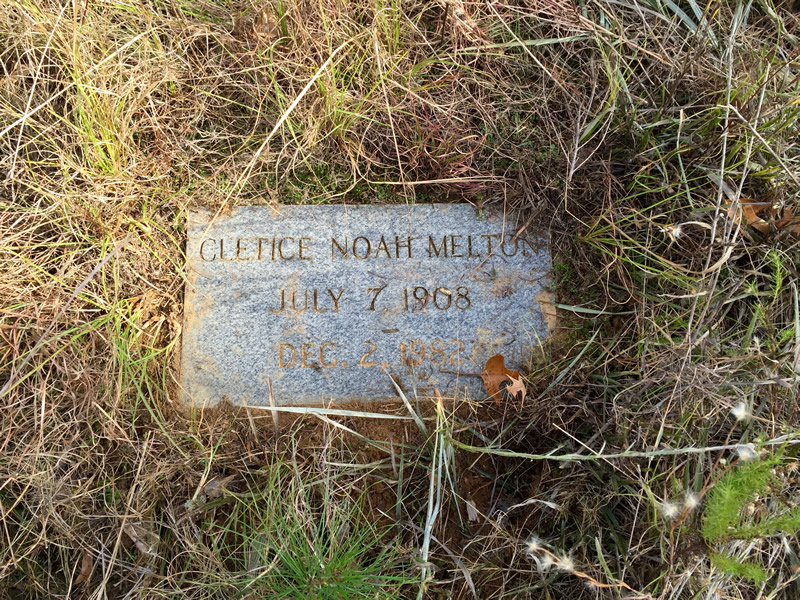 CLETICE NOAH MELTON
JULY 7, 1908
DEC. 2, 1982